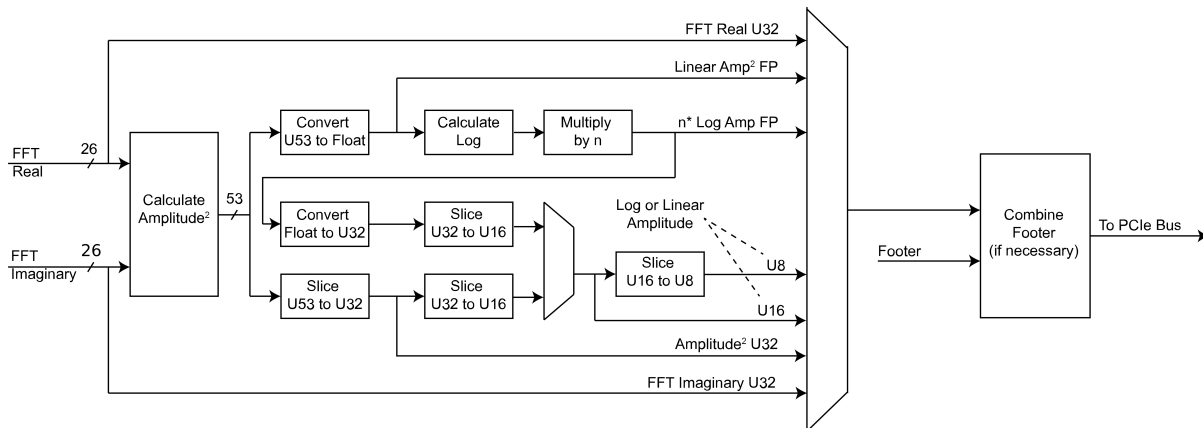 FFT Real U32
Linear Amp² FP
n* Log Amp FP
Convert
U53 to Float
Calculate
Log
Multiply
by n
26
FFT
Real
Calculate
Amplitude²
53
Convert
Float to U32
Slice
U32 to U16
Log or Linear
Amplitude
26
FFT
Imaginary
Slice
U53 to U32
Slice
U32 to U16
Slice
U16 to U8
U8
U16
Amplitude² U32
FFT Imaginary U32
Footer
Combine
Footer
(if necessary)
To PCIe Bus